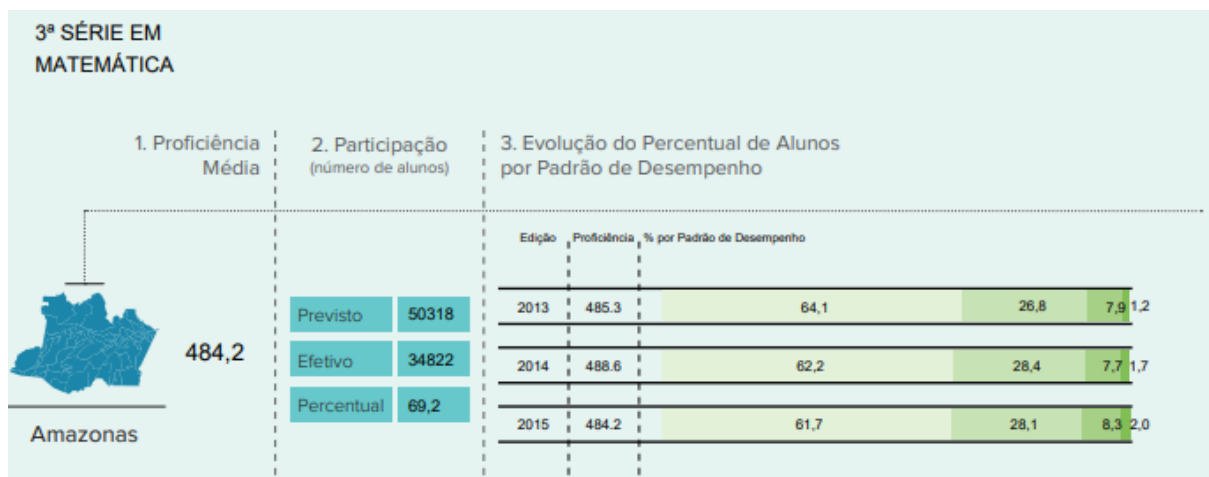 3ª SÉRIE EM
MATEMÁTICA
1. Proficiência
Média
2. Participação
(número de alunos)
3. Evolução do Percentual de Alunos
por Padrão de Desempenho
Edição Proficiência % por Padrão de Desempenho
Amazonas
484,2
Previsto 50318
Efetivo 34822
Percentual 69,2
2013 485.3 64,1 26,8 7,9 1,2
2014 488.6 62,2 28,4 7,7 1,7
2015 484.2 61,7 28,1 8,3 2,0